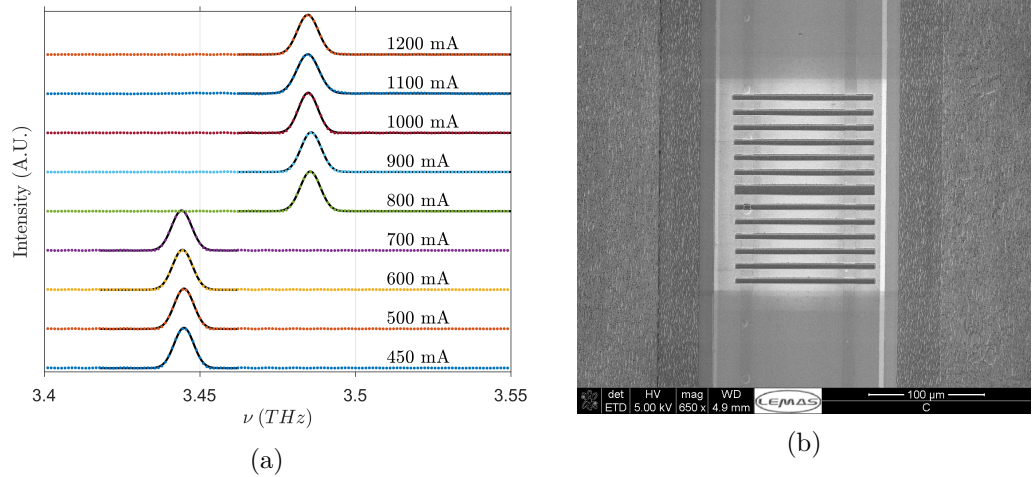 1200 mA
1100 mA
1000 mA
900 mA
800 mA
700 mA
600 mA
500 mA
450 mA
Intensity (A.U.)
3.4 3.45 3.5 3.55
ν (THz)
(a)
det HV mag WD
ETD 5.00 kV 650 x 4.9 mm
LEMAS
100 µm
C
(b)